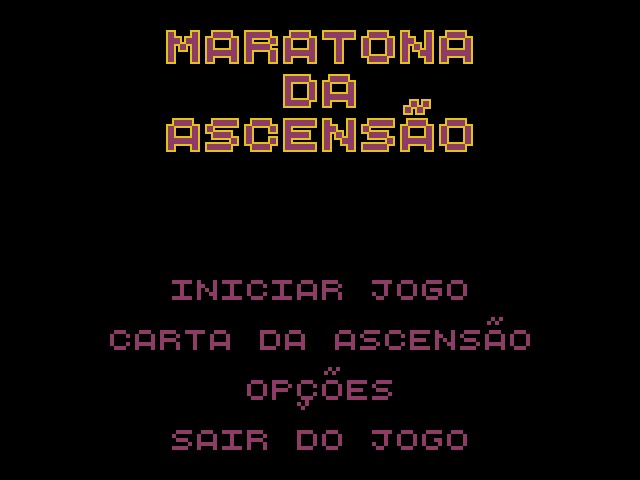 MARATONA
DA
ASCENSÃO
INICIAR JOGO
CARTA DA ASCENSÃO
OPÇÕES
SAIR DO JOGO